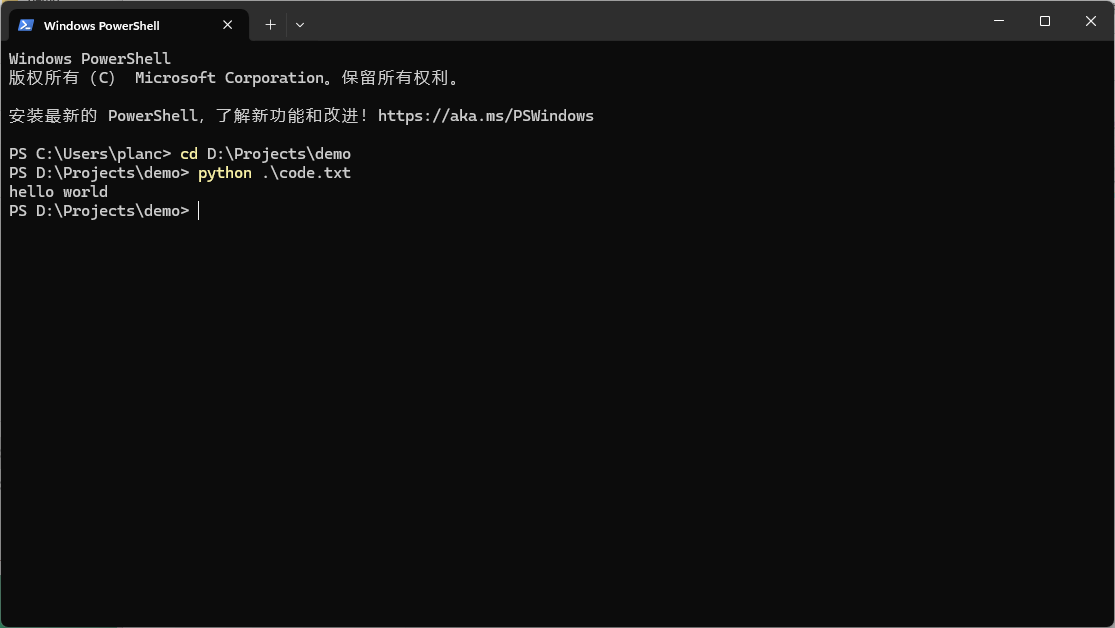 Windows PowerShell
Windows PowerShell
版权所有（C） Microsoft Corporation。保留所有权利。
安装最新的 PowerShell，了解新功能和改进！https://aka.ms/PSWindows
PS C:\Users\planc> cd D:\Projects\demo
PS D:\Projects\demo> python .\code.txt
hello world
PS D:\Projects\demo>